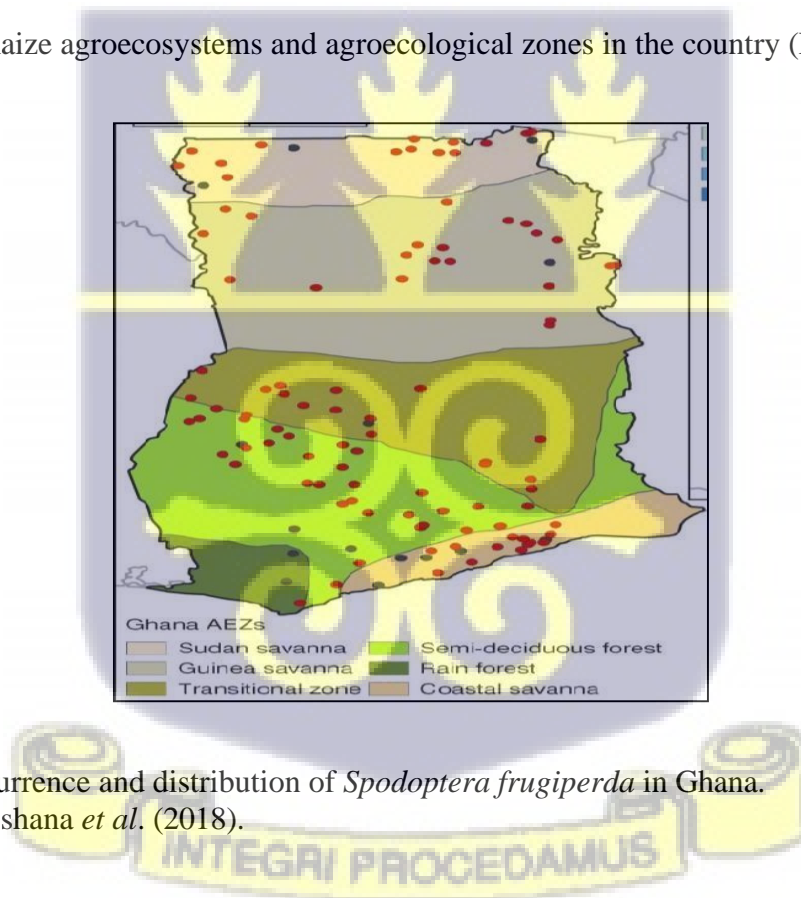 aize agroecosystems and agroecological zones in the country (
Ghana AEZs
Sudan savanna
Semi-deciduous forest
Guinea savanna
Rain forest
Transitional zone
Coastal savanna
urrence and distribution of Spodoptera frugiperda in Ghana.
shana et al. (2018).
INTEGRI PROCEDAMUS